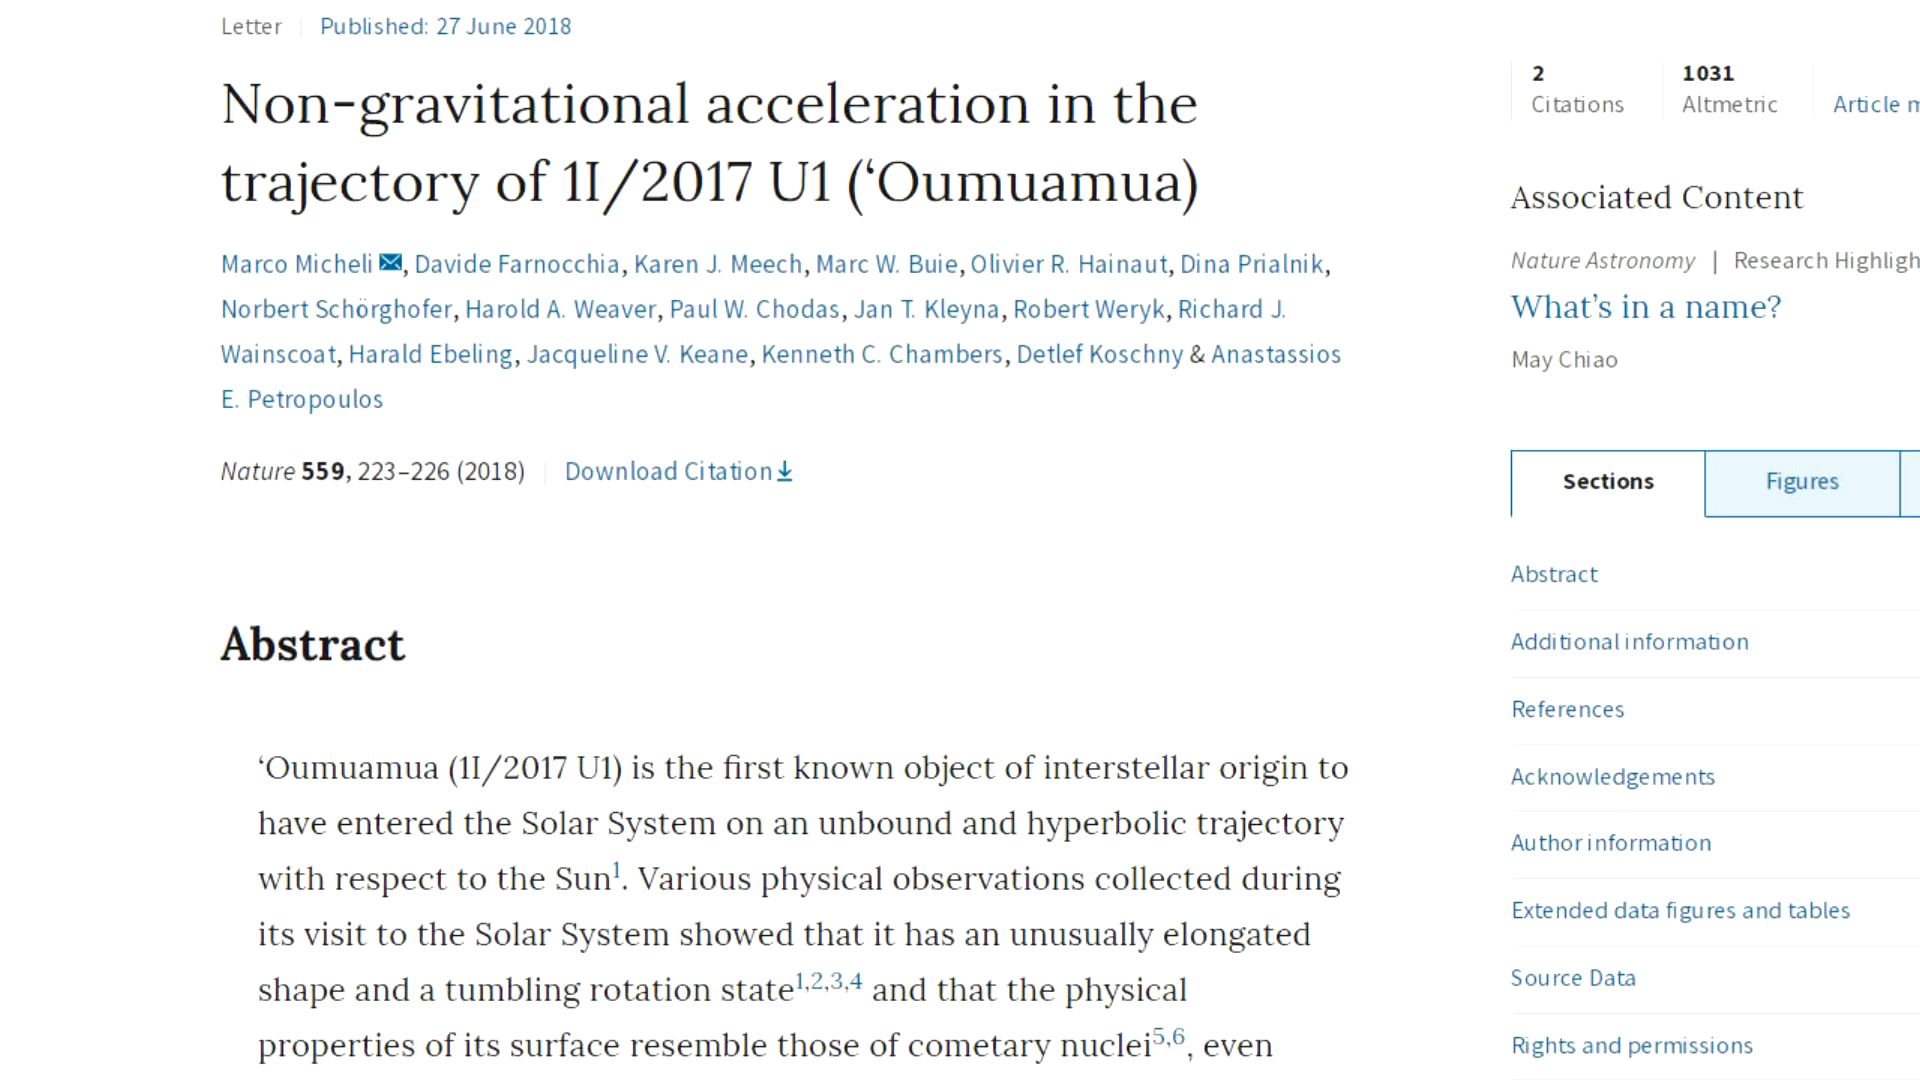 Letter
Published: 27 June 2018
Non-gravitational acceleration in the
trajectory of 1I/2017 U1 (‘Oumuamua)
Marco Micheli, Davide Farnocchia, Karen J. Meech, Marc W. Buie, Olivier R. Hainaut, Dina Prialnik,
Norbert Schörghofer, Harold A. Weaver, Paul W. Chodas, Jan T. Kleyna, Robert Weryk, Richard J.
Wainscoat, Harald Ebeling, Jacqueline V. Keane, Kenneth C. Chambers, Detlef Koschny & Anastassios
E. Petropoulos
Nature 559, 223–226 (2018)
Download Citation
Abstract
‘Oumuamua (1I/2017 U1) is the first known object of interstellar origin to
have entered the Solar System on an unbound and hyperbolic trajectory
with respect to the Sun1. Various physical observations collected during
its visit to the Solar System showed that it has an unusually elongated
shape and a tumbling rotation state1,2,3,4 and that the physical
properties of its surface resemble those of cometary nuclei5,6, even
2
Citations
1031
Altmetric
Article
Associated Content
Nature Astronomy | Research
What’s in a name?
May Chiao
Sections
Figures
Abstract
Additional information
References
Acknowledgements
Author information
Extended data figures and tables
Source Data
Rights and permissions